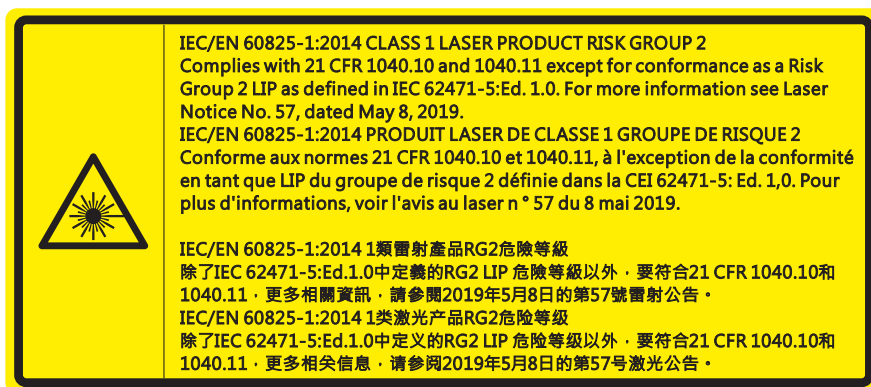 IEC/EN 60825-1:2014 CLASS 1 LASER PRODUCT RISK GROUP 2
Complies with 21 CFR 1040.10 and 1040.11 except for conformance as a Risk
Group 2 LIP as defined in IEC 62471-5:Ed. 1.0. For more information see Laser
Notice No. 57, dated May 8, 2019.
IEC/EN 60825-1:2014 PRODUIT LASER DE CLASSE 1 GROUPE DE RISQUE 2
Conforme aux normes 21 CFR 1040.10 et 1040.11, à l'exception de la conformité
en tant que LIP du groupe de risque 2 définie dans la CEI 62471-5: Ed. 1,0. Pour
plus d'informations, voir l'avis au laser n ° 57 du 8 mai 2019.
IEC/EN 60825-1:2014 1類雷射產品RG2危險等級
除了IEC 62471-5:Ed.1.0中定義的RG2 LIP 危險等級以外，要符合21 CFR 1040.10和
1040.11，更多相關資訊，請參閱2019年5月8日的第57號雷射公告。
IEC/EN 60825-1:2014 1类激光产品RG2危险等级
除了IEC 62471-5:Ed.1.0中定义的RG2 LIP 危险等级以外，要符合21 CFR 1040.10和
1040.11，更多相关信息，请参阅2019年5月8日的第57号激光公告。